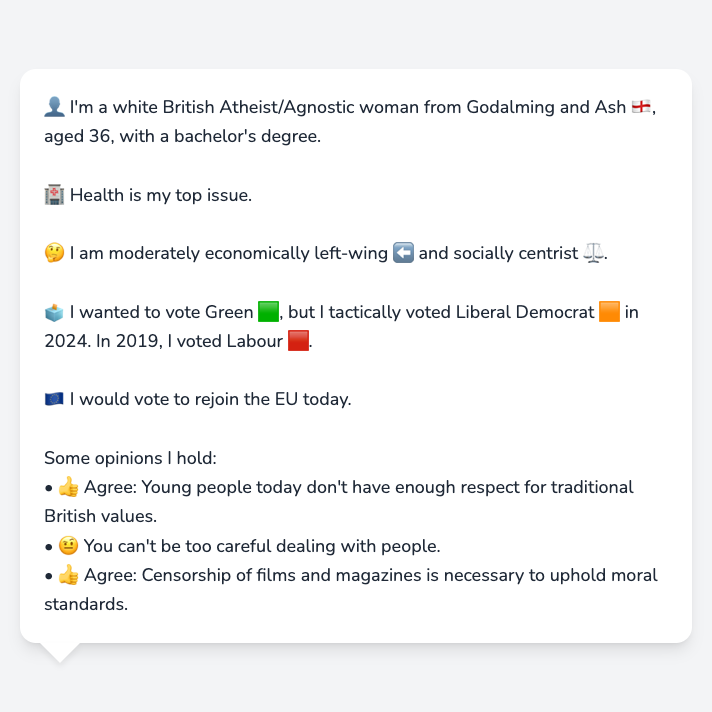 👤 I'm a white British Atheist/Agnostic woman from Godalming and Ash 🏴󠁧󠁢󠁥󠁮󠁧󠁿,
aged 36, with a bachelor's degree.
🏥 Health is my top issue.
🤔 I am moderately economically left-wing ⬅️ and socially centrist ⚖️.
🗳️ I wanted to vote Green 🟩, but I tactically voted Liberal Democrat 🟧 in
2024. In 2019, I voted Labour 🟥.
🇪🇺 I would vote to rejoin the EU today.
Some opinions I hold:
• 👍 Agree: Young people today don't have enough respect for traditional
British values.
• 🤨 You can't be too careful dealing with people.
• 👍 Agree: Censorship of films and magazines is necessary to uphold moral
standards.